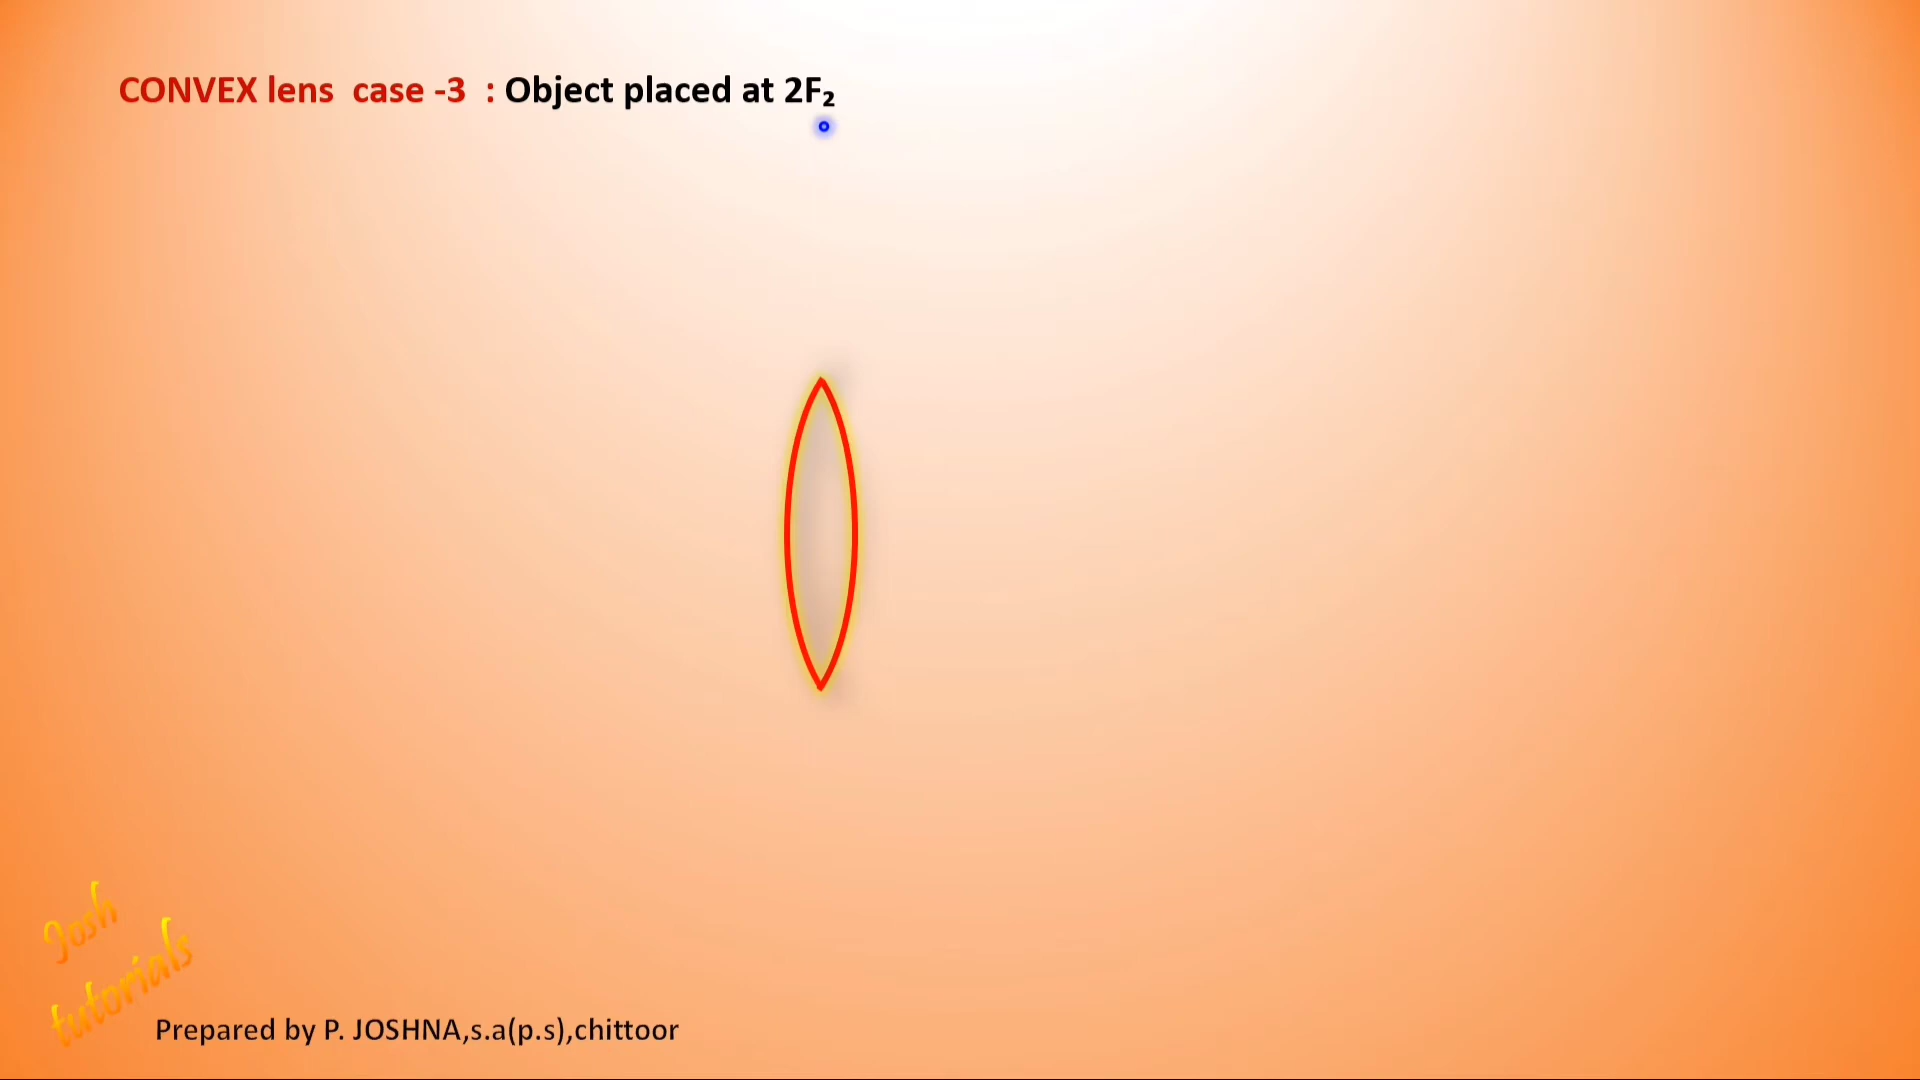 CONVEX lens case -3 : Object placed at 2F₂
Josh
tutorials
Prepared by P. JOSHNA,s.a(p.s),chittoor